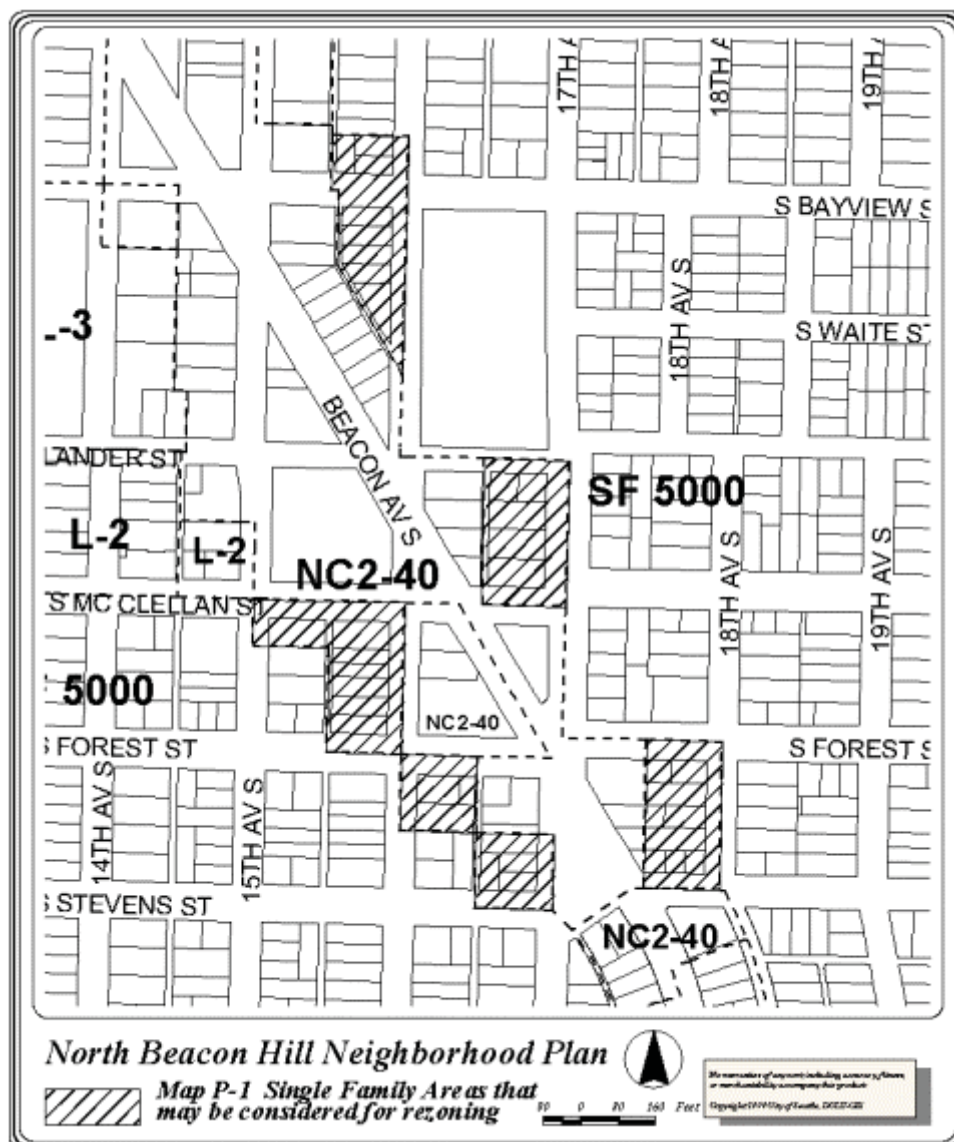 17TH A
18TH A
19TH A
S BAYVIEW S
18TH AV S
S WAITE ST
-3
BEACON AV S
LANDER ST
SF 5000
L-2
L-2
NC2-40
18TH AV S
19TH AV S
S MC CLELLAN ST
5000
NC2-40
S FOREST ST
S FOREST S
14TH AV S
15TH AV S
S STEVENS ST
NC2-40
North Beacon Hill Neighborhood Plan
Map P-1 Single Family Areas that
may be considered for rezoning
80 0 80 160 Feet